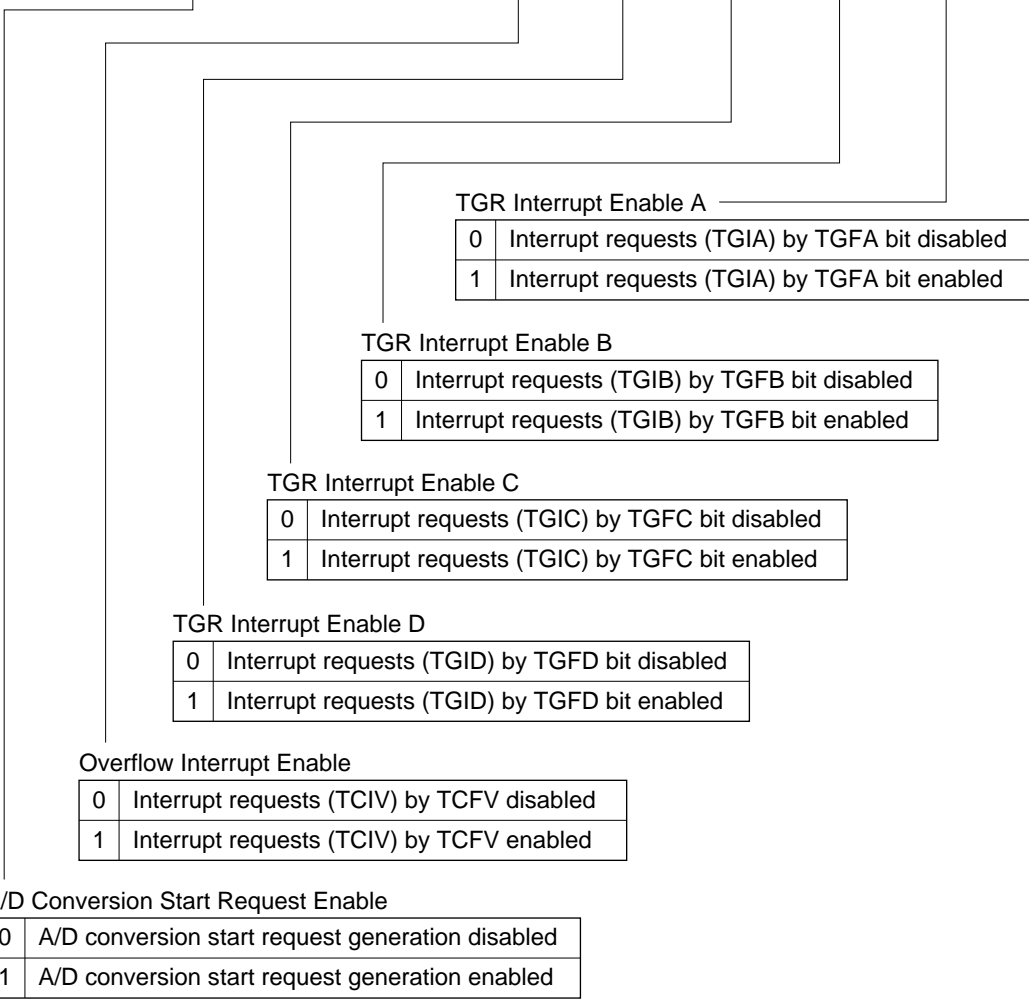 TGR Interrupt Enable A
0 Interrupt requests (TGIA) by TGFA bit disabled
1 Interrupt requests (TGIA) by TGFA bit enabled
TGR Interrupt Enable B
0 Interrupt requests (TGIB) by TGFB bit disabled
1 Interrupt requests (TGIB) by TGFB bit enabled
TGR Interrupt Enable C
0 Interrupt requests (TGIC) by TGFC bit disabled
1 Interrupt requests (TGIC) by TGFC bit enabled
TGR Interrupt Enable D
0 Interrupt requests (TGID) by TGFD bit disabled
1 Interrupt requests (TGID) by TGFD bit enabled
Overflow Interrupt Enable
0 Interrupt requests (TCIV) by TCFV disabled
1 Interrupt requests (TCIV) by TCFV enabled
/D Conversion Start Request Enable
0 A/D conversion start request generation disabled
1 A/D conversion start request generation enabled